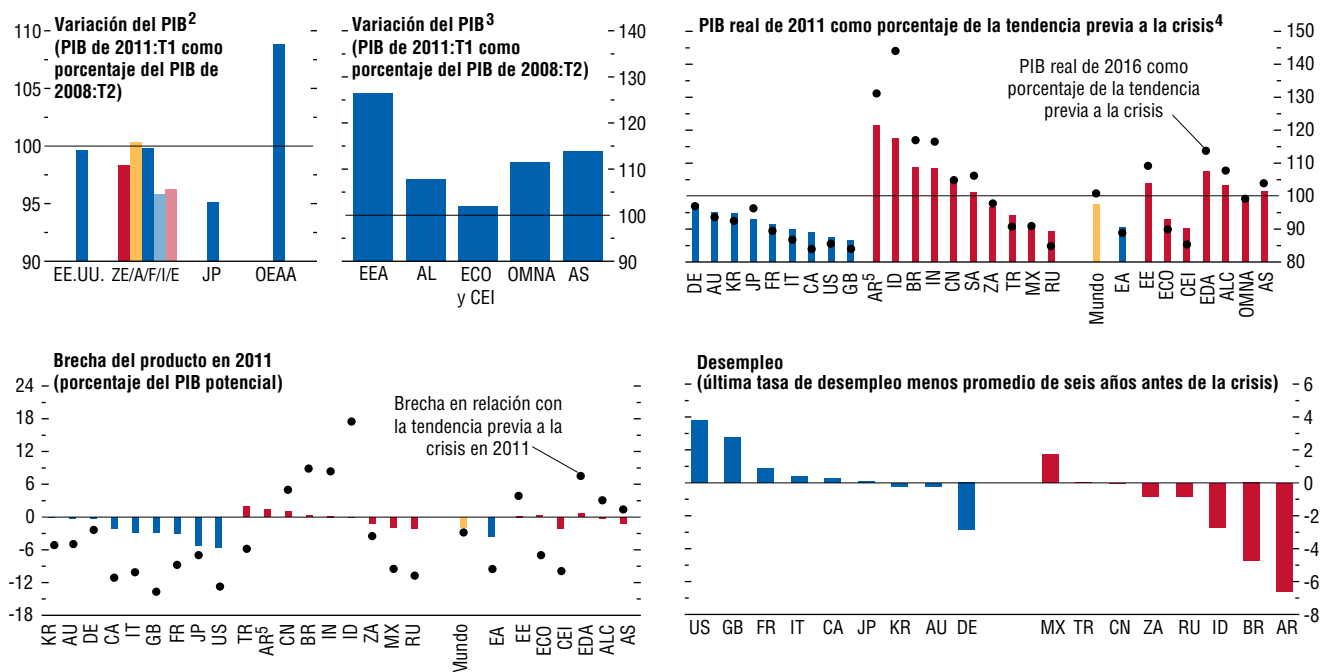 Variación del PIB²
(PIB de 2011:T1 como
porcentaje del PIB de
2008:T2)
110
105
100
95
90
EE.UU. ZE/A/F/I/E JP OEAA
Variación del PIB³
(PIB de 2011:T1 como
porcentaje del PIB de 2008:T2)
140
130
120
110
100
90
EEA AL ECO OMNA AS
y CEI
PIB real de 2011 como porcentaje de la tendencia previa a la crisis⁴
PIB real de 2016 como
porcentaje de la tendencia
previa a la crisis
150
140
130
120
110
100
90
80
DE AU KR JP FR IT CA US GB AR⁵ ID BR IN CN SA ZA TR MX RU Mundo EA EE ECO CEI EDA ALC OMNA AS
Brecha del producto en 2011
(porcentaje del PIB potencial)
24
18
12
6
0
-6
-12
-18
Brecha en relación con
la tendencia previa a la
crisis en 2011
KR AU DE CA IT GB FR JP US TR AR⁵ CN BR IN ID ZA MX RU Mundo EA EE ECO CEI EDA ALC AS
Desempleo
(última tasa de desempleo menos promedio de seis años antes de la crisis)
6
4
2
0
-2
-4
-6
-8
US GB FR IT CA JP KR AU DE MX TR CN ZA RU ID BR AR